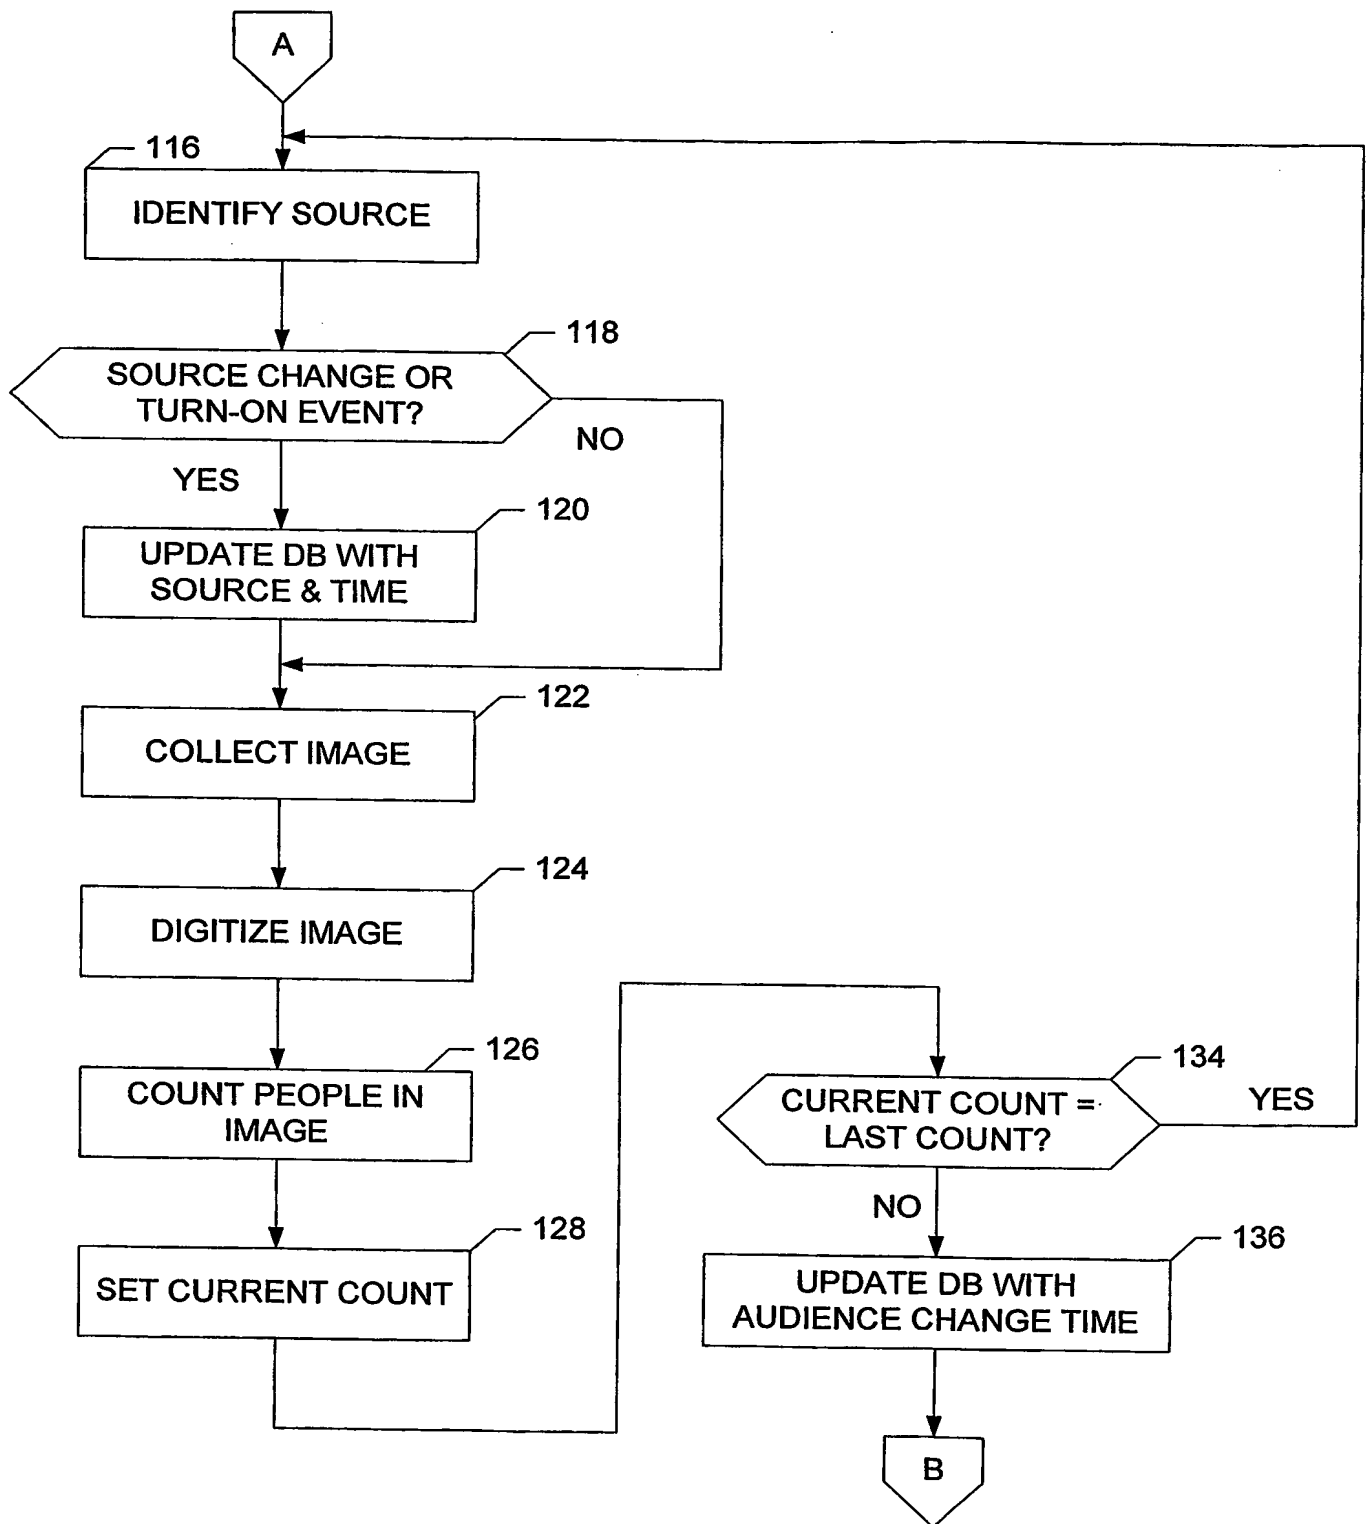 A
116
IDENTIFY SOURCE
118
SOURCE CHANGE OR
TURN-ON EVENT?
NO
YES
120
UPDATE DB WITH
SOURCE & TIME
122
COLLECT IMAGE
124
DIGITIZE IMAGE
126
COUNT PEOPLE IN
IMAGE
128
SET CURRENT COUNT
134
CURRENT COUNT =
LAST COUNT?
YES
NO
136
UPDATE DB WITH
AUDIENCE CHANGE TIME
B